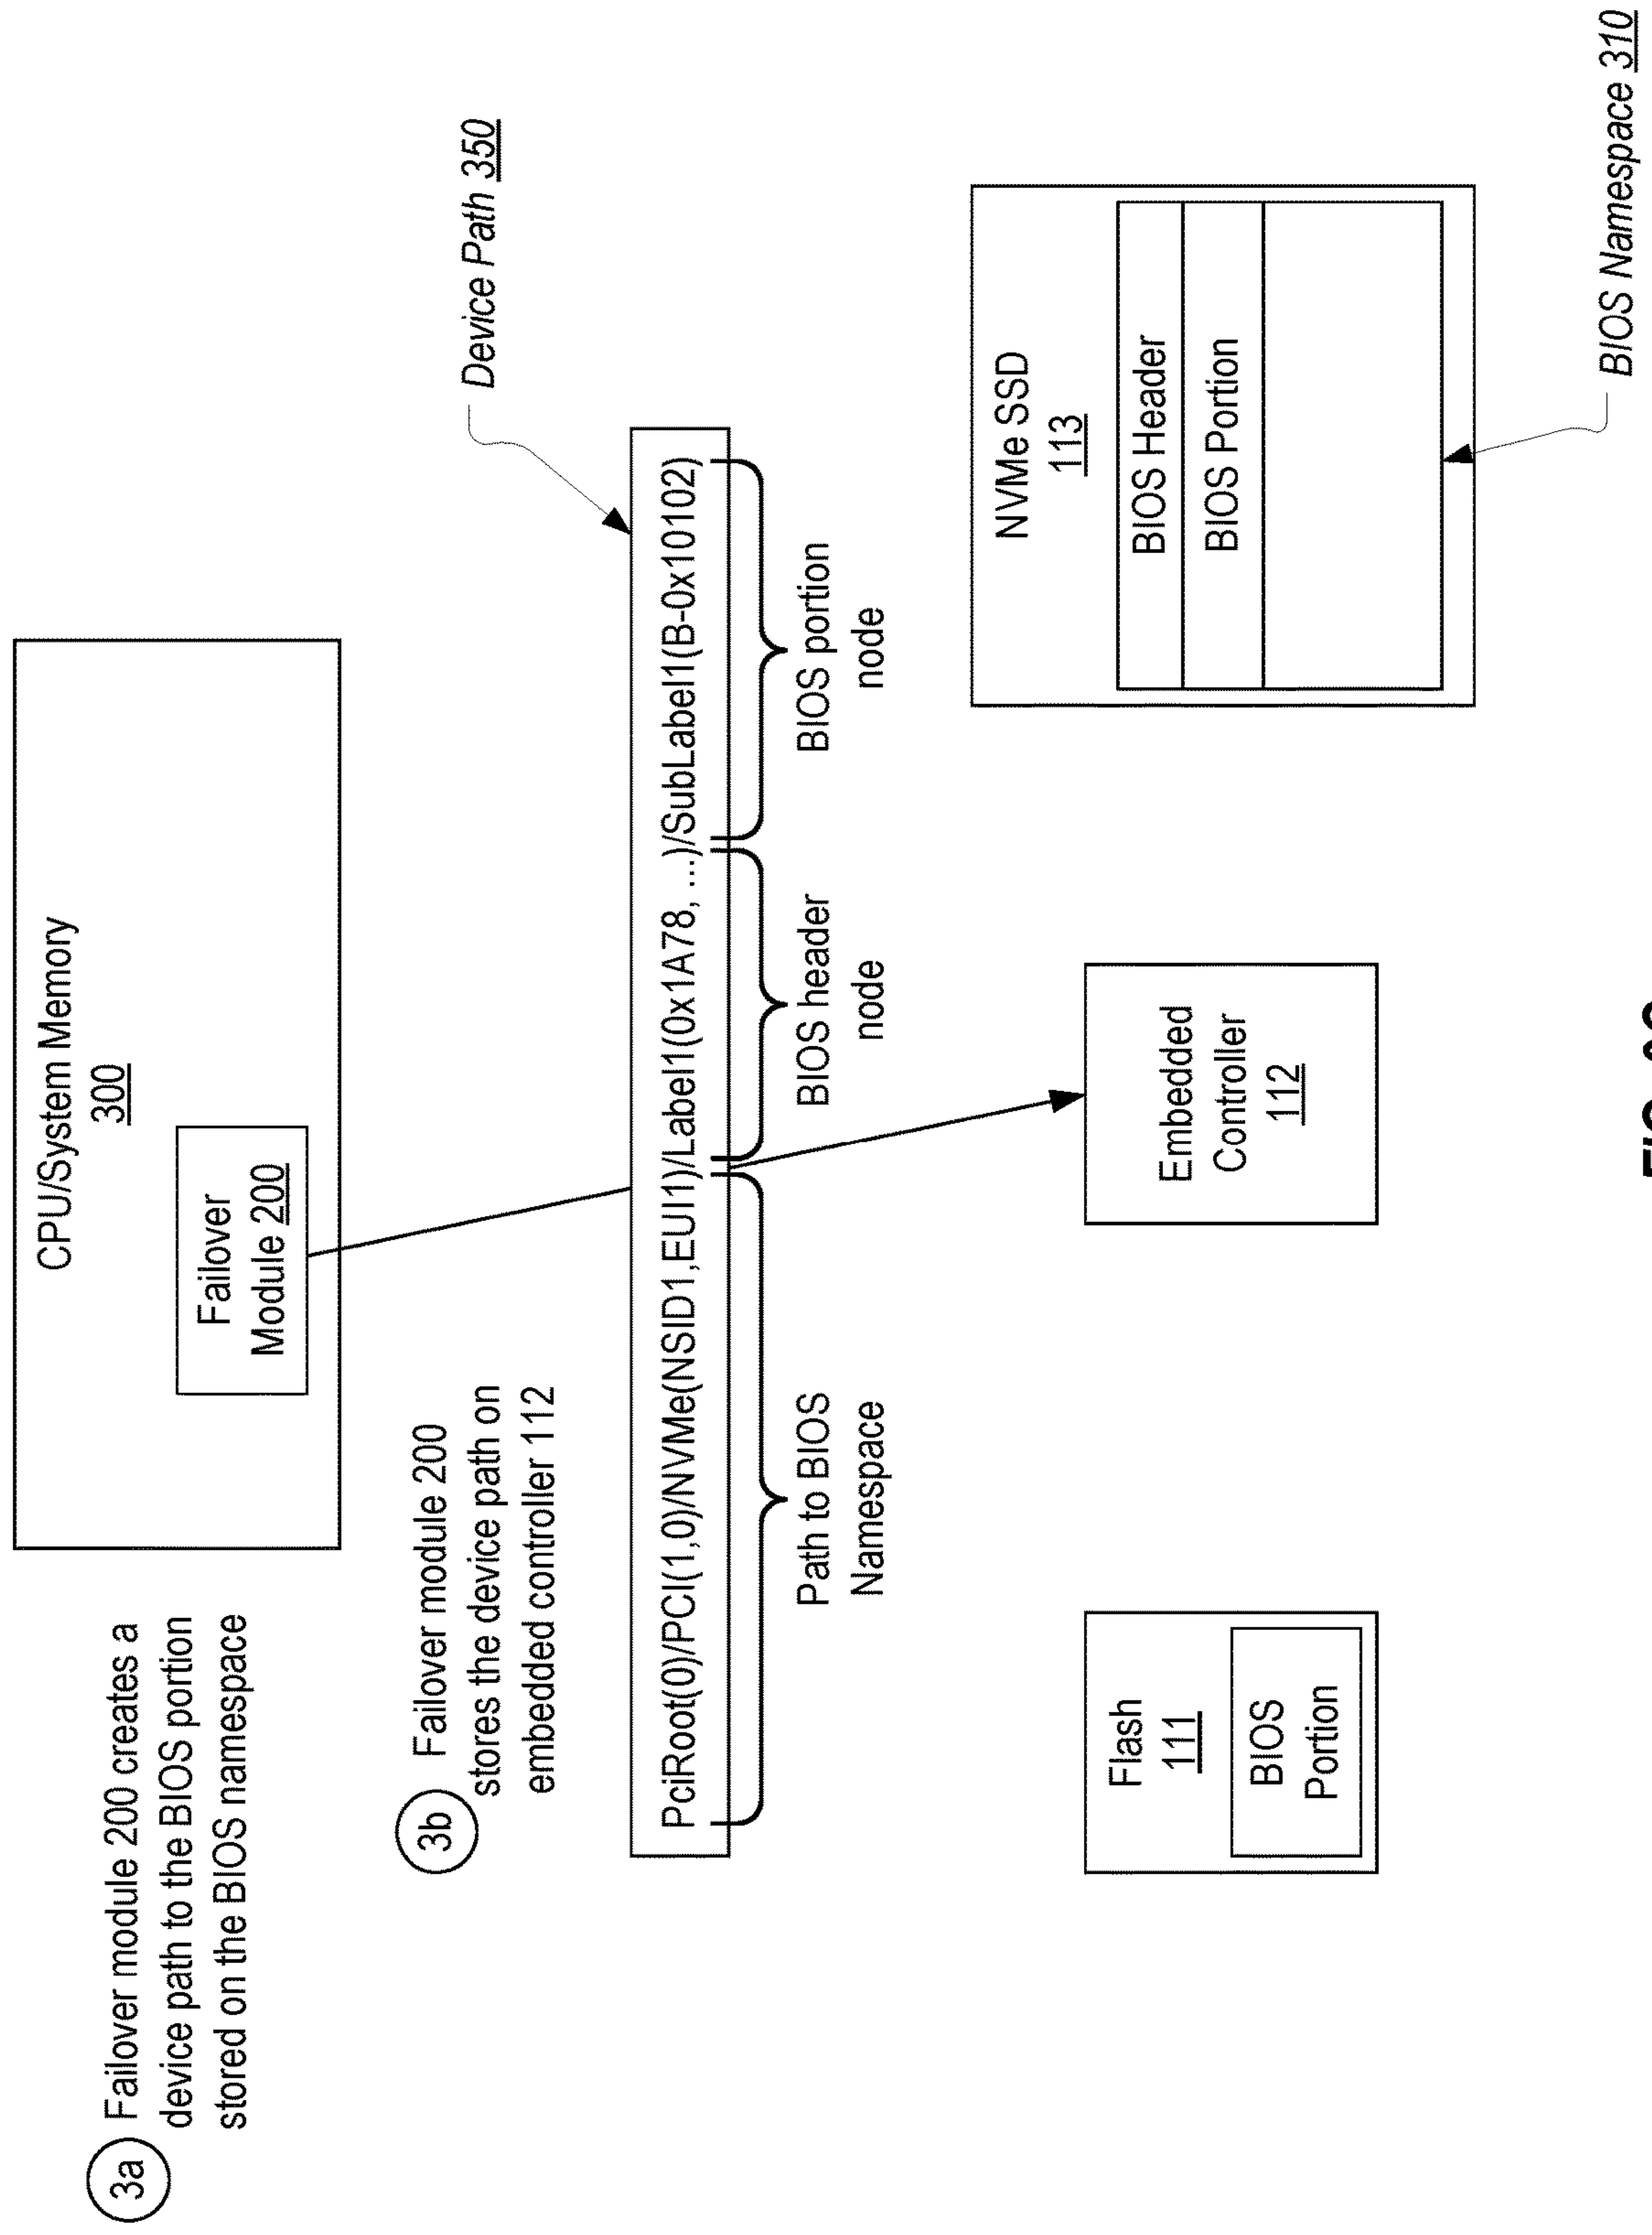 3a
Failover module 200 creates a
device path to the BIOS portion
stored on the BIOS namespace
CPU/System Memory
300
Failover
Module 200
3b
Failover module 200
stores the device path on
embedded controller 112
Device Path 350
PciRoot(0)/PCI(1,0)/NVMe(NSID1,EUI1)/Label1(0x1A78, ...)/SubLabel1(B-0x10102)
Path to BIOS
Namespace
BIOS header
node
BIOS portion
node
Flash
111
BIOS
Portion
Embedded
Controller
112
NVMe SSD
113
BIOS Header
BIOS Portion
BIOS Namespace 310